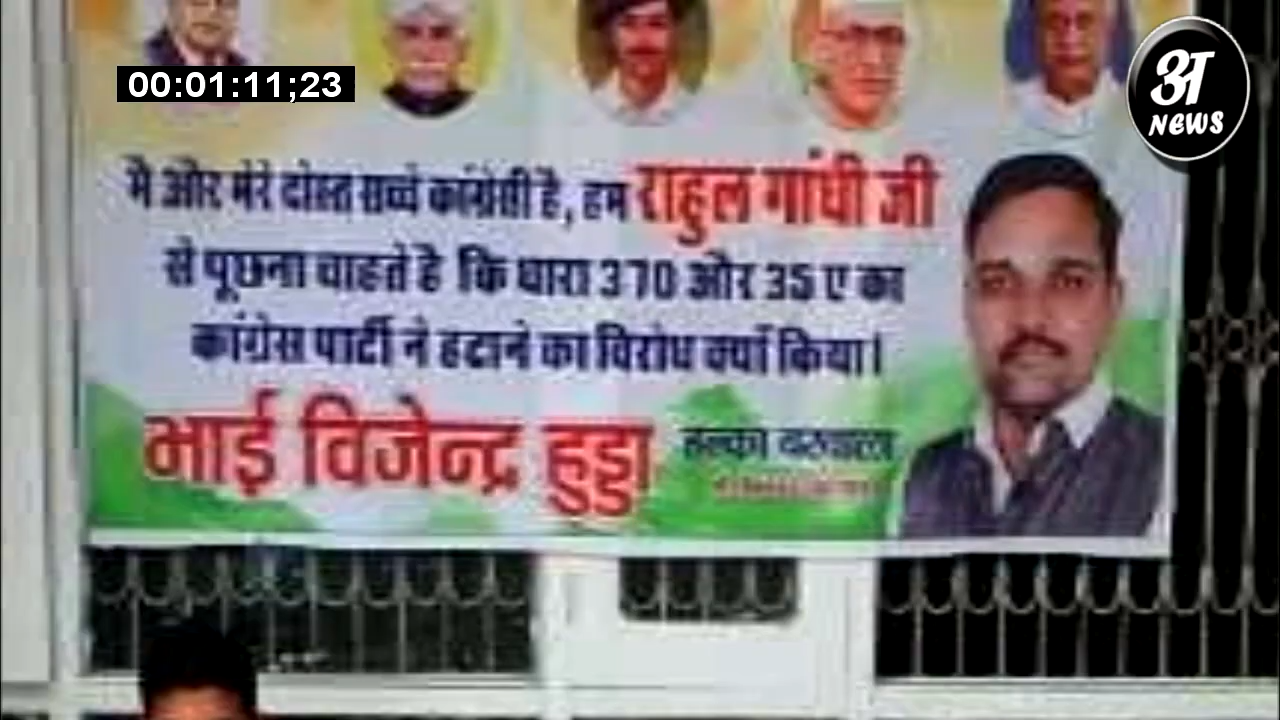 00:01:11;23
अ
NEWS
मै और मेरे दोस्त सच्चे कांग्रेसी है, हम राहुल गांधी जी
से पूछना चाहते है कि धारा 370 और 35 ए का
कांग्रेस पार्टी ने हटाने का विरोध क्यों किया।
भाई विजेन्द्र हुड्डा